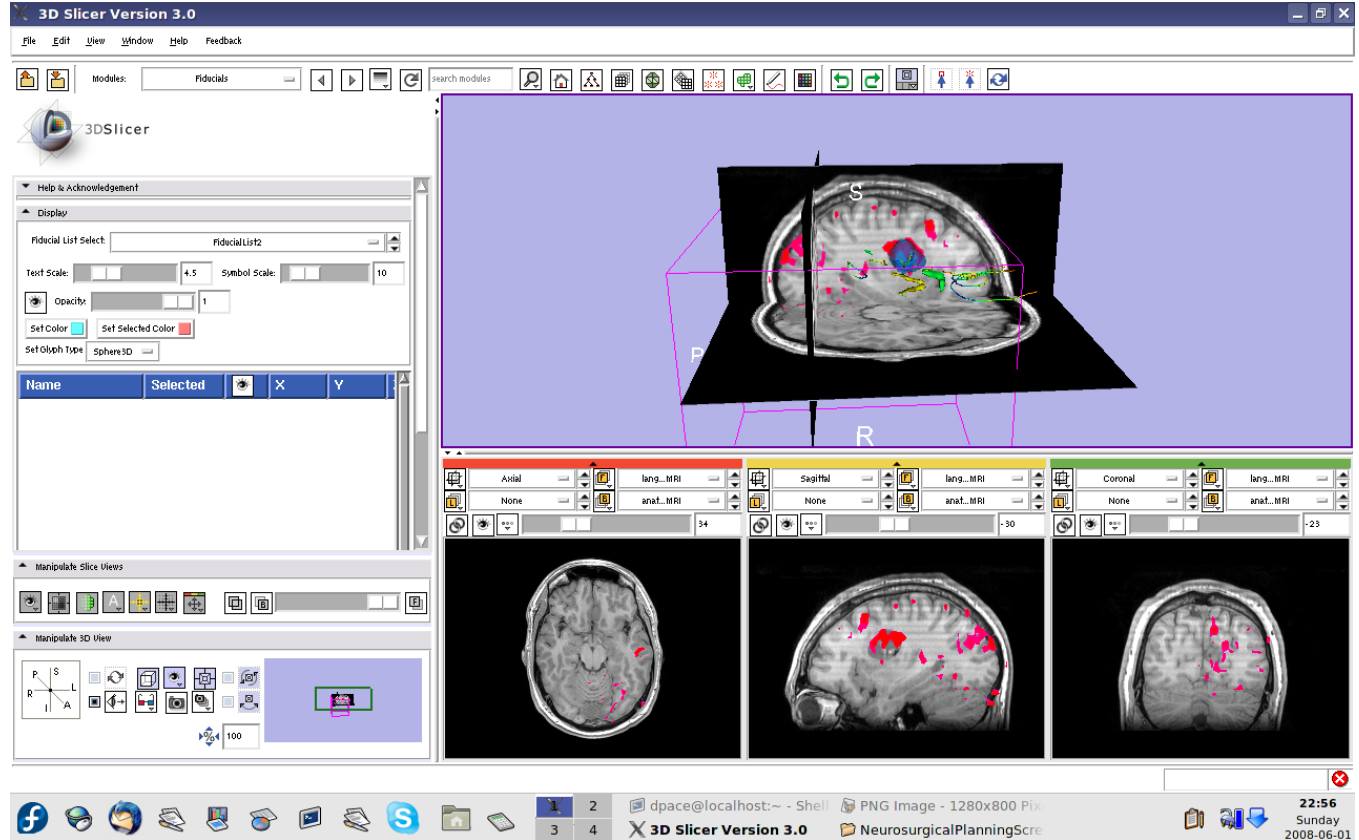 3D Slicer Version 3.0
File Edit View Window Help Feedback
Modules: Fiducials search modules
3DSlicer
Help & Acknowledgement
Display
Fiducial List Select: FiducialList2
Text Scale: 4.5 Symbol Scale: 10
Opacity: 1
Set Color Set Selected Color
Set Glyph Type Sphere3D
Name Selected X Y
Manipulate Slice Views
Manipulate 3D View
P S
R L
I A
100
S
P
R
Axial lang...MRI
None anat...MRI
34
Sagittal lang...MRI
None anat...MRI
-30
Coronal lang...MRI
None anat...MRI
-23
1 2
3 4
dpace@localhost:~ - Shell
PNG Image - 1280x800 Pix
3D Slicer Version 3.0
NeurosurgicalPlanningScre
22:56
Sunday
2008-06-01